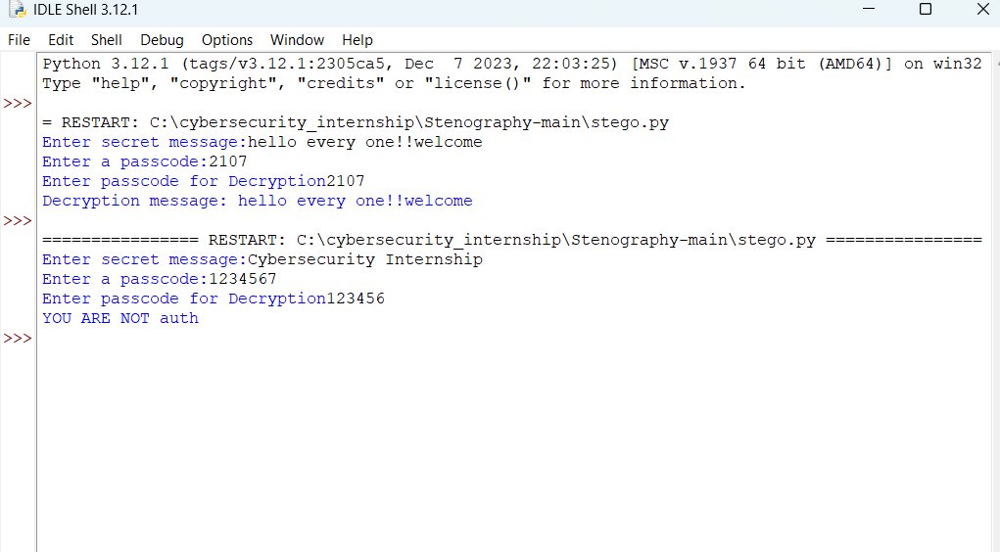 IDLE Shell 3.12.1
File Edit Shell Debug Options Window Help
Python 3.12.1 (tags/v3.12.1:2305ca5, Dec  7 2023, 22:03:25) [MSC v.1937 64 bit (AMD64)] on win32
Type "help", "copyright", "credits" or "license()" for more information.
>>>
= RESTART: C:\cybersecurity_internship\Stenography-main\stego.py
Enter secret message:hello every one!!welcome
Enter a passcode:2107
Enter passcode for Decryption2107
Decryption message: hello every one!!welcome
>>>
================ RESTART: C:\cybersecurity_internship\Stenography-main\stego.py ================
Enter secret message:Cybersecurity Internship
Enter a passcode:1234567
Enter passcode for Decryption123456
YOU ARE NOT auth
>>>